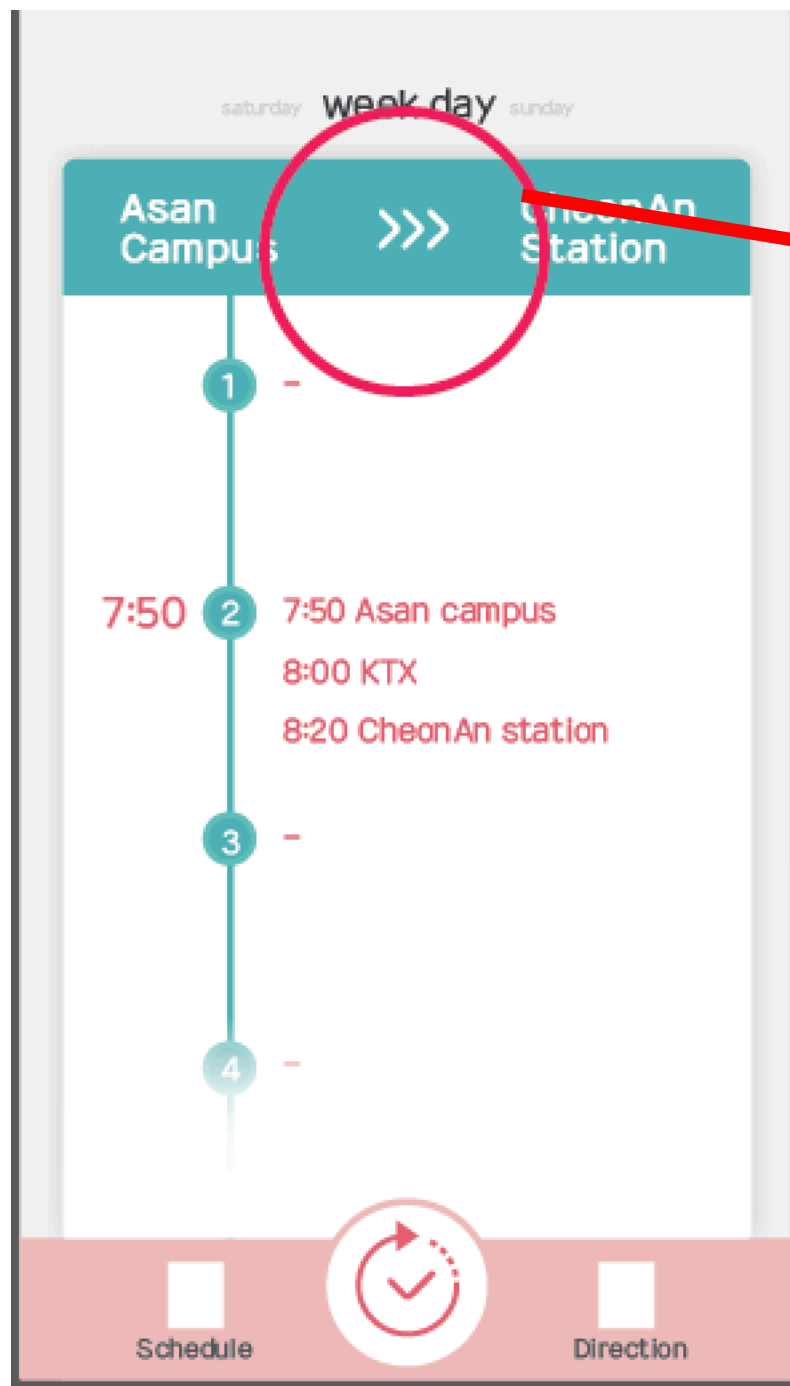 saturday week day sunday
Asan Campus >>> CheonAn Station
1 -
7:50 2 7:50 Asan campus
8:00 KTX
8:20 CheonAn station
3 -
4 -
Schedule Direction